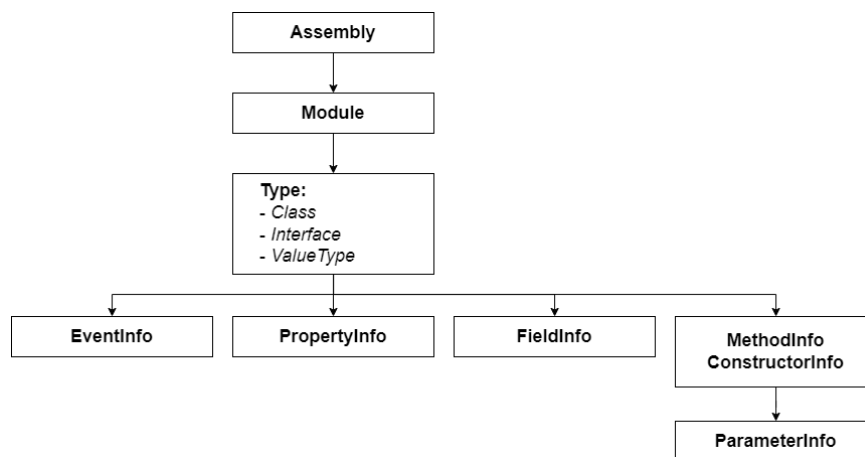 Assembly
Module
Type:
- Class
- Interface
- ValueType
EventInfo
PropertyInfo
FieldInfo
MethodInfo
ConstructorInfo
ParameterInfo